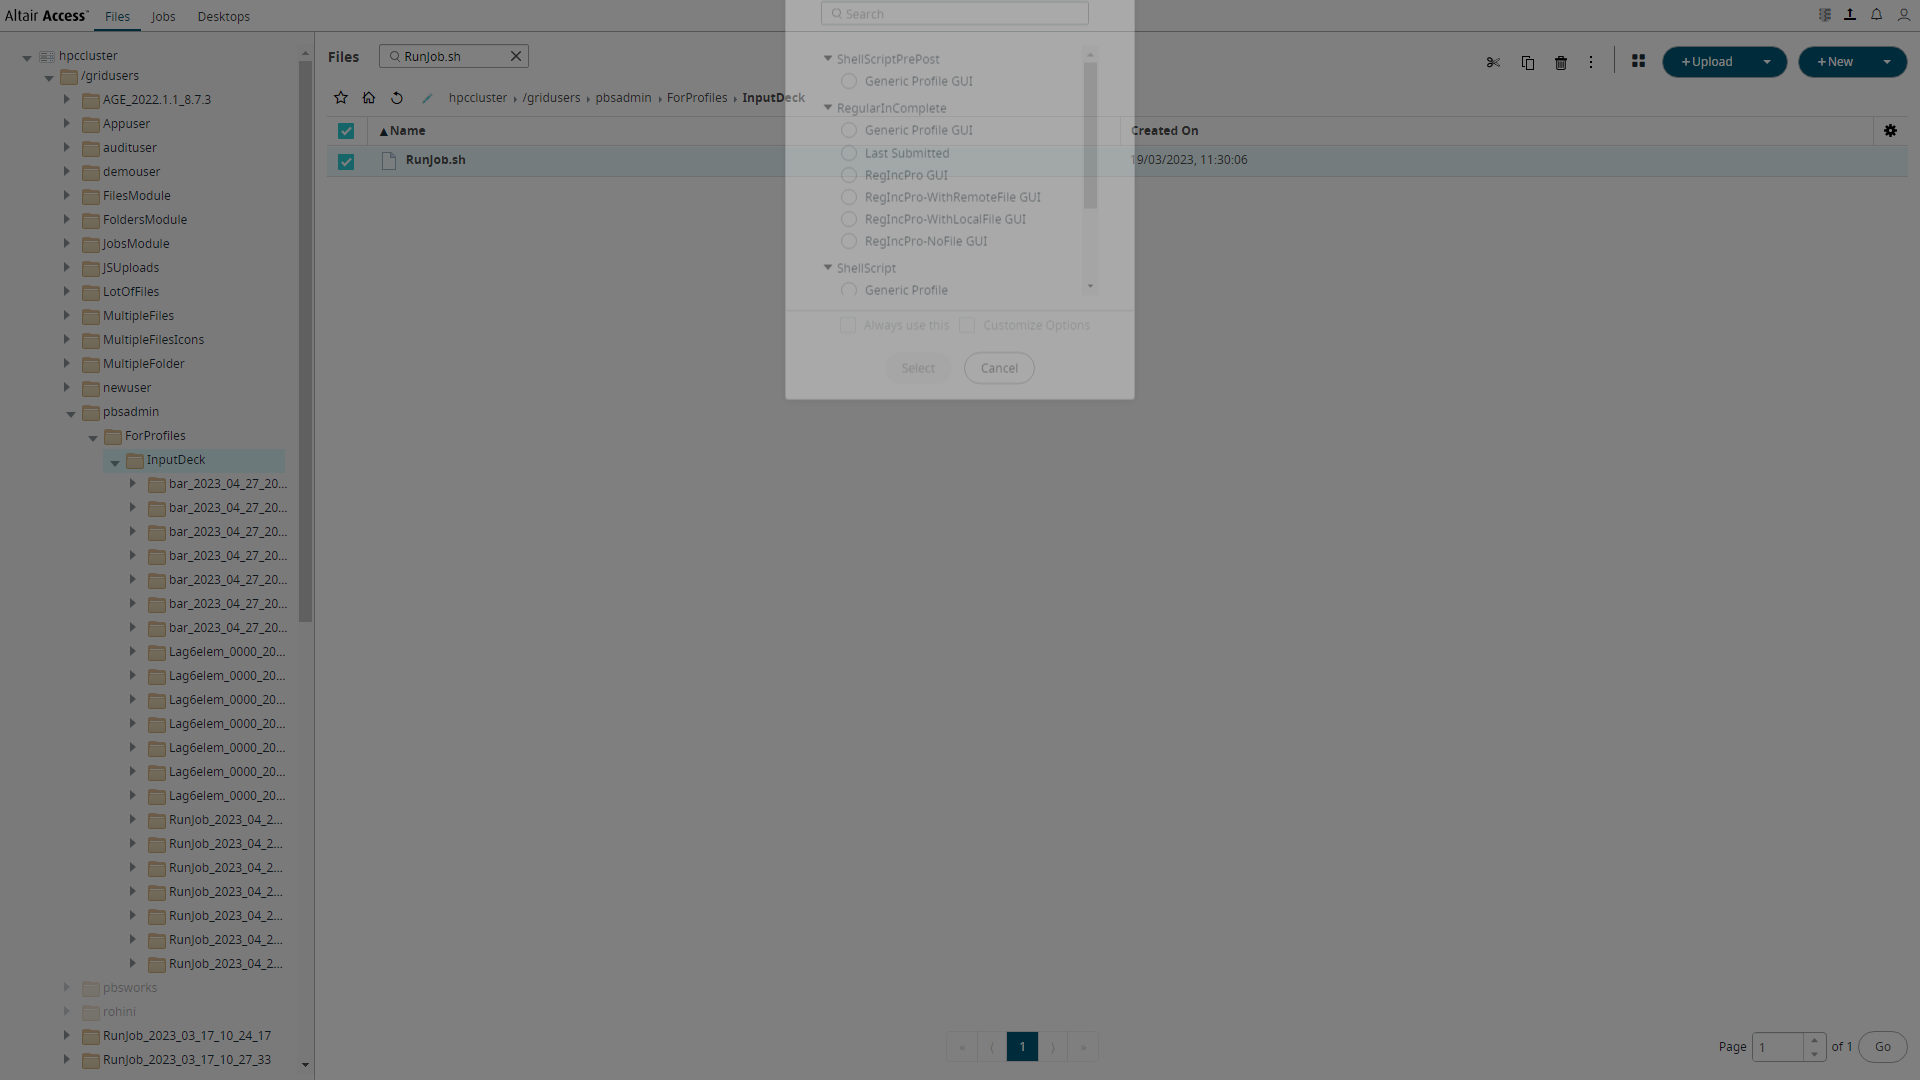 Altair Access™ Files Jobs Desktops
Search
hpccluster
/gridusers
AGE_2022.1.1_8.7.3
Appuser
audituser
demouser
FilesModule
FoldersModule
JobsModule
JSUploads
LotOfFiles
MultipleFiles
MultipleFilesIcons
MultipleFolder
newuser
pbsadmin
ForProfiles
InputDeck
bar_2023_04_27_20...
bar_2023_04_27_20...
bar_2023_04_27_20...
bar_2023_04_27_20...
bar_2023_04_27_20...
bar_2023_04_27_20...
bar_2023_04_27_20...
Lag6elem_0000_20...
Lag6elem_0000_20...
Lag6elem_0000_20...
Lag6elem_0000_20...
Lag6elem_0000_20...
Lag6elem_0000_20...
Lag6elem_0000_20...
RunJob_2023_04_2...
RunJob_2023_04_2...
RunJob_2023_04_2...
RunJob_2023_04_2...
RunJob_2023_04_2...
RunJob_2023_04_2...
RunJob_2023_04_2...
pbsworks
rohini
RunJob_2023_03_17_10_24_17
RunJob_2023_03_17_10_27_33
Files RunJob.sh
+Upload +New
hpccluster › /gridusers › pbsadmin › ForProfiles › InputDeck
Name Created On
RunJob.sh 19/03/2023, 11:30:06
ShellScriptPrePost
Generic Profile GUI
RegularInComplete
Generic Profile GUI
Last Submitted
RegIncPro GUI
RegIncPro-WithRemoteFile GUI
RegIncPro-WithLocalFile GUI
RegIncPro-NoFile GUI
ShellScript
Generic Profile
Always use this Customize Options
Select Cancel
« ⟨ 1 ⟩ »
Page 1 of 1 Go